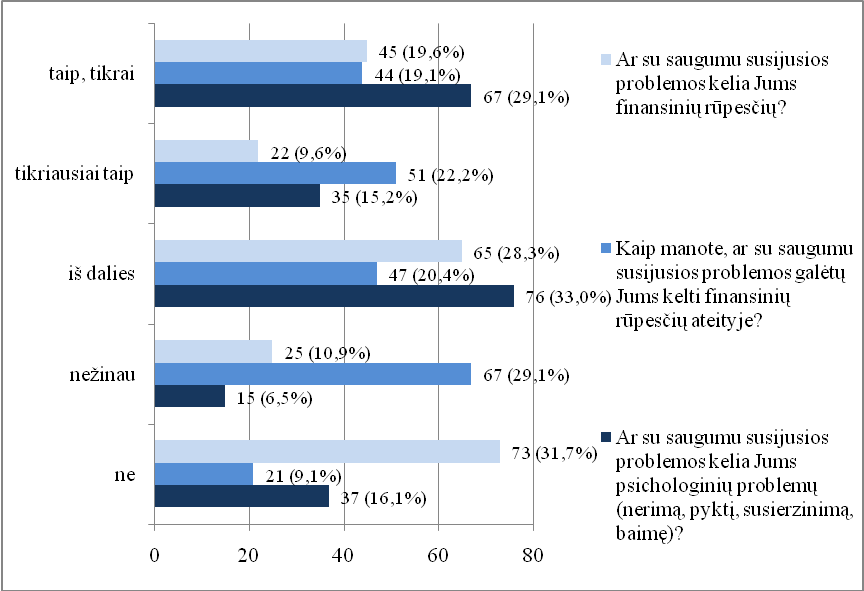 taip, tikrai
45 (19,6%)
44 (19,1%)
67 (29,1%)
tikriausiai taip
22 (9,6%)
51 (22,2%)
35 (15,2%)
iš dalies
65 (28,3%)
47 (20,4%)
76 (33,0%)
nežinau
25 (10,9%)
67 (29,1%)
15 (6,5%)
ne
73 (31,7%)
21 (9,1%)
37 (16,1%)
0 20 40 60 80
Ar su saugumu susijusios
problemos kelia Jums
finansinių rūpesčių?
Kaip manote, ar su saugumu
susijusios problemos galėtų
Jums kelti finansinių
rūpesčių ateityje?
Ar su saugumu susijusios
problemos kelia Jums
psichologinių problemų
(nerimą, pyktį, susierzinimą,
baimę)?